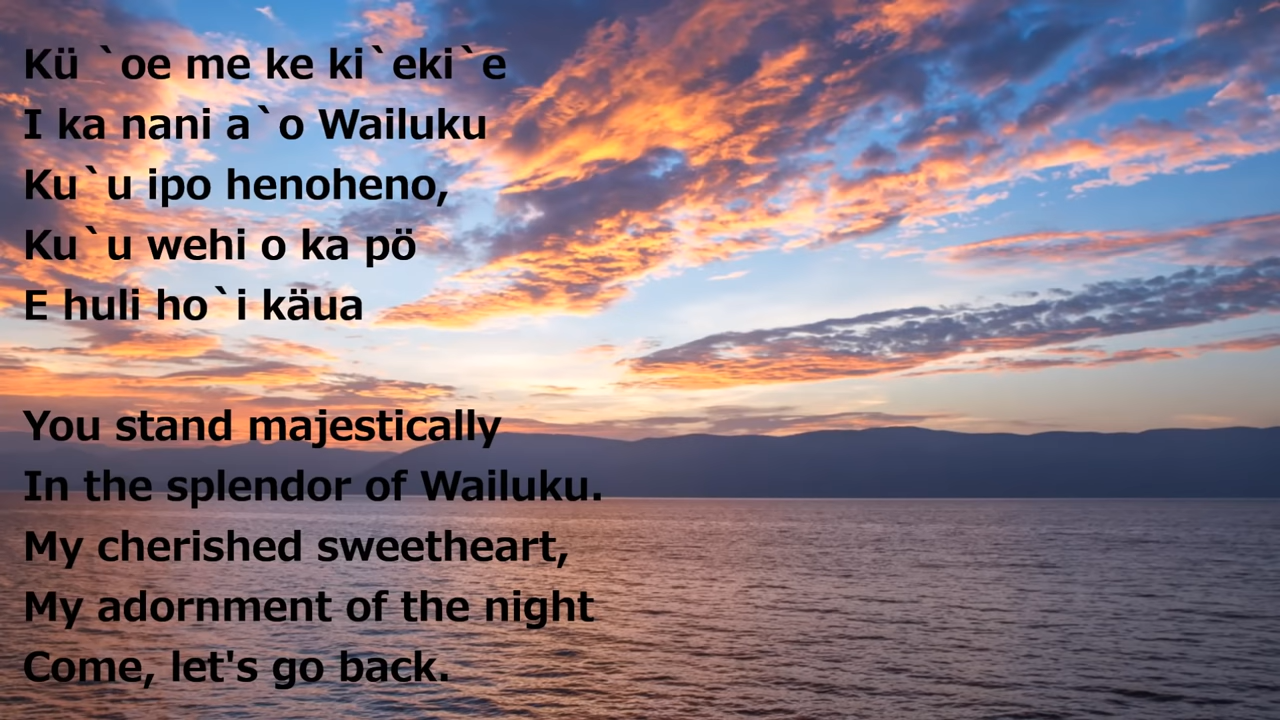 Kü `oe me ke ki`eki`e
I ka nani a`o Wailuku
Ku`u ipo henoheno,
Ku`u wehi o ka pö
E huli ho`i käua
You stand majestically
In the splendor of Wailuku.
My cherished sweetheart,
My adornment of the night
Come, let's go back.